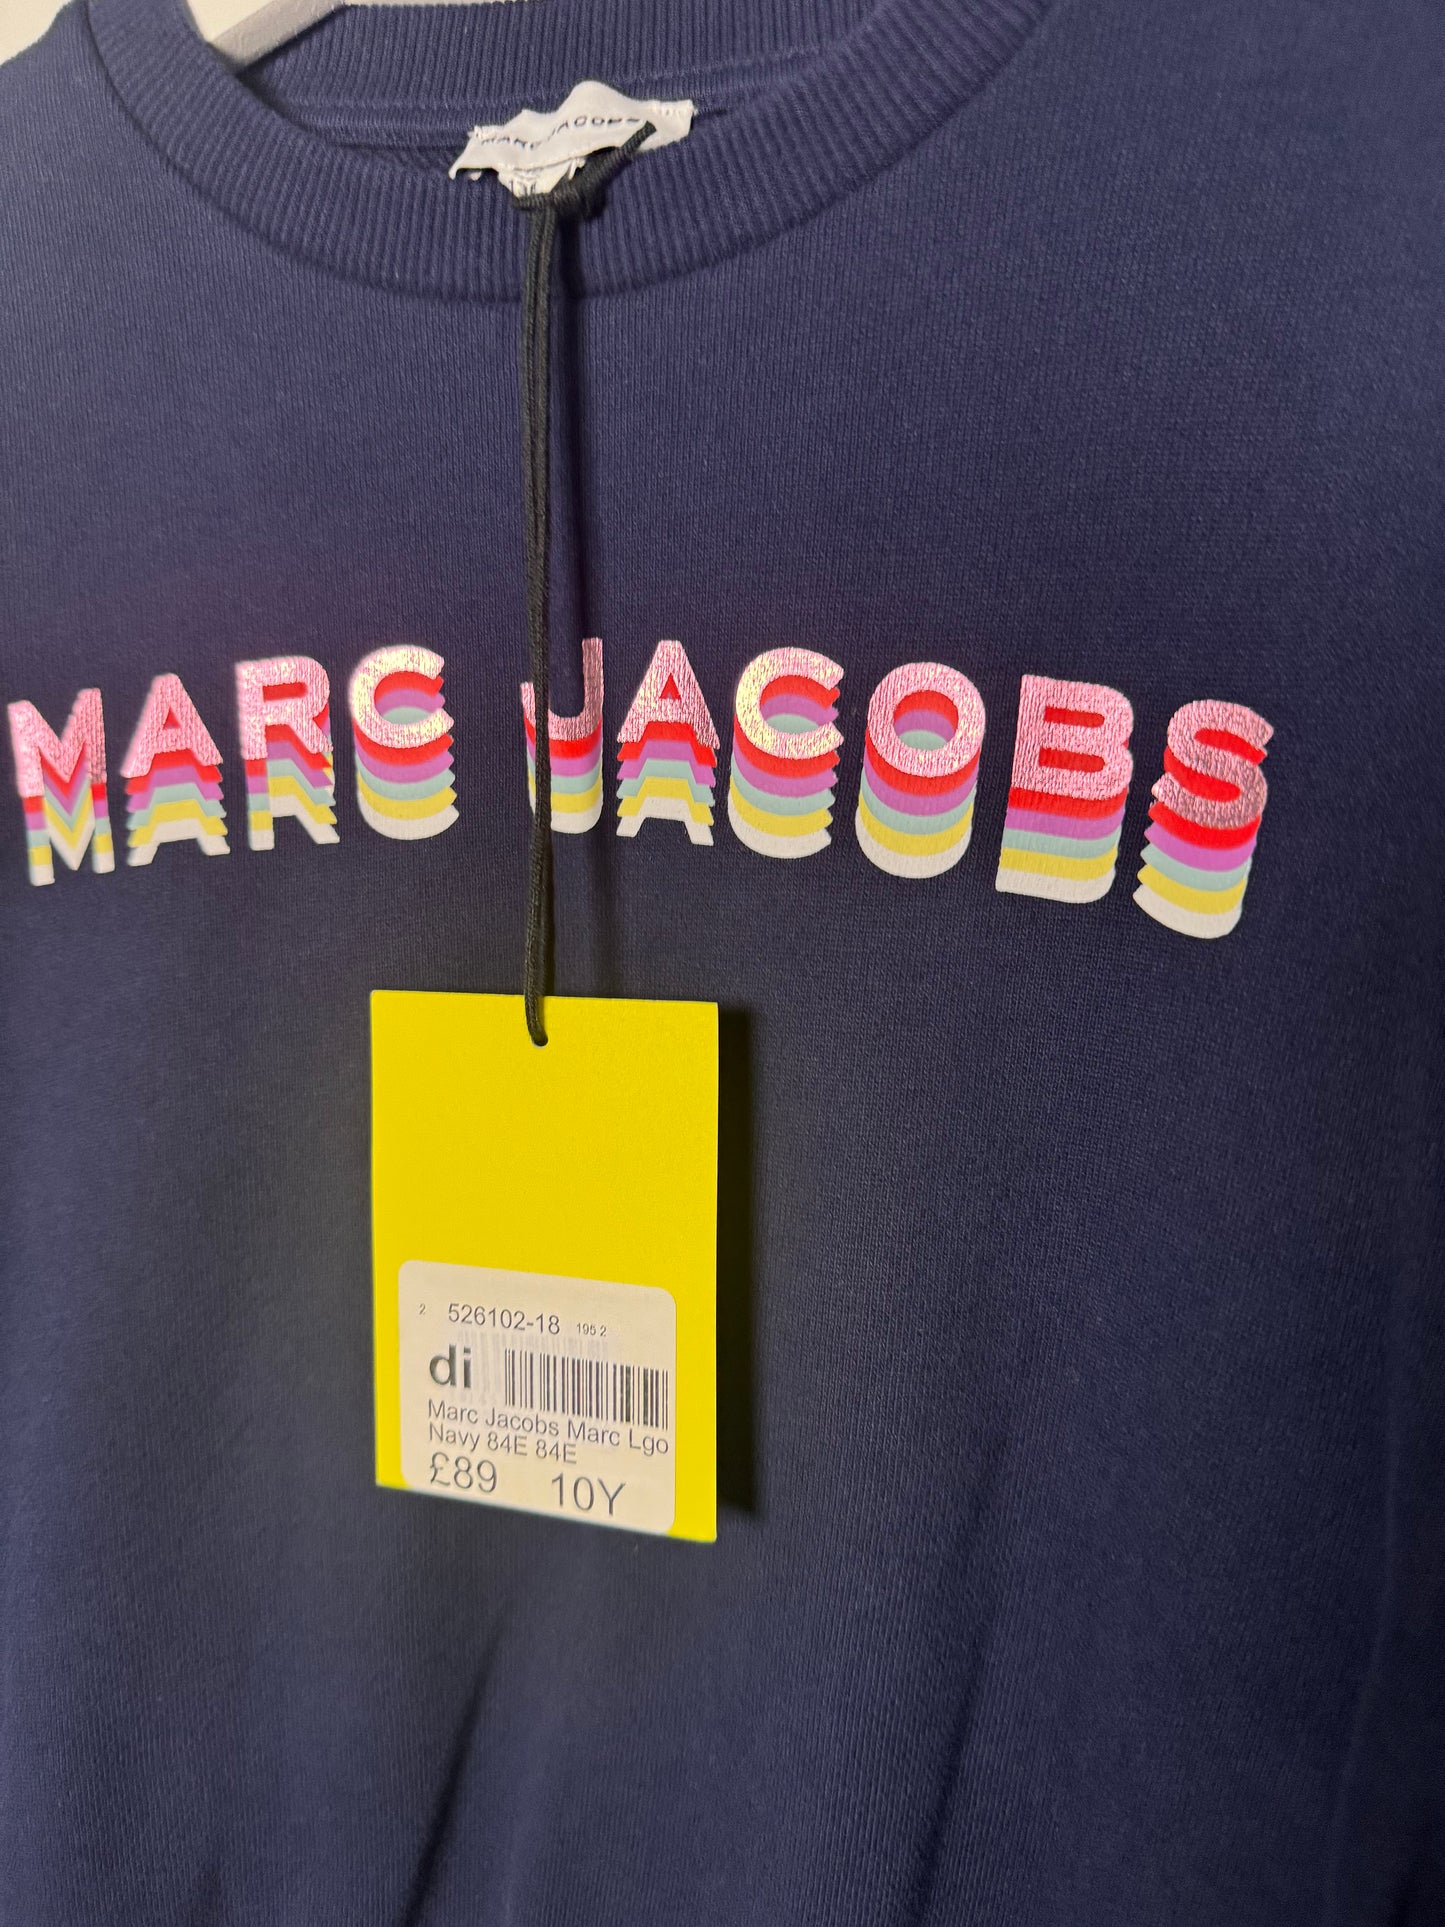 MARC JACOBS
MARC JACOBS
2 526102-18 195 2
di
Marc Jacobs Marc Lgo
Navy 84E 84E
£89 10Y